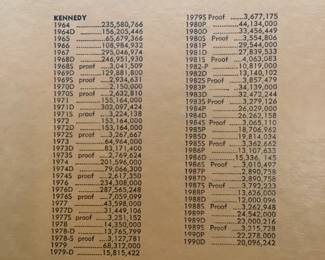 KENNEDY
1964 235,580,766
1964D 156,205,446
1965 65,679,366
1966 108,984,932
1967 295,046,974
1968D 246,951,930
1968S proof 3,041,507
1969D 129,881,800
1969S proof 2,934,631
1970D 2,150,000
1970S proof 2,632,810
1971 155,164,000
1971D 302,097,424
1971S proof 3,224,138
1972 153,164,000
1972D 153,164,000
1972S proof 3,267,667
1973 64,964,000
1973D 83,171,400
1973S proof 2,769,624
1974 201,596,000
1974D 79,066,300
1974S proof 2,617,350
1976 234,308,000
1976D 287,565,248
1976S proof 7,059,099
1977 43,598,000
1977D 31,449,106
1977S proof 3,251,152
1978 14,350,000
1978-D 13,765,799
1978-S proof 3,127,781
1979 68,312,000
1979-D 15,815,422
1979S Proof 3,677,175
1980P 44,134,000
1980D 33,456,449
1980S Proof 3,554,806
1981P 29,544,000
1981D 27,839,533
1981S Proof 4,063,083
1982-P 10,819,000
1982D 13,140,102
1982S Proof 3,857,479
1983P 34,139,000
1983D 32,472,244
1983S Proof 3,279,126
1984P 26,029,000
1984D 26,262,158
1984S Proof 3,065,110
1985P 18,706,962
1985D 19,814,034
1985S Proof 3,362,662
1986P 13,107,633
1986D 15,336, 145
1986S Proof 3,010,497
1987P 2,890,758
1987D 2,890,758
1987S Proof 3,792,233
1988P 13,626,000
1988D 12,000,096
1988S Proof 3,262,948
1989P 24,542,000
1989D 23,000,216
1989S Proof 3,215,728
1990P 22,278,000
1990D 20,096,242